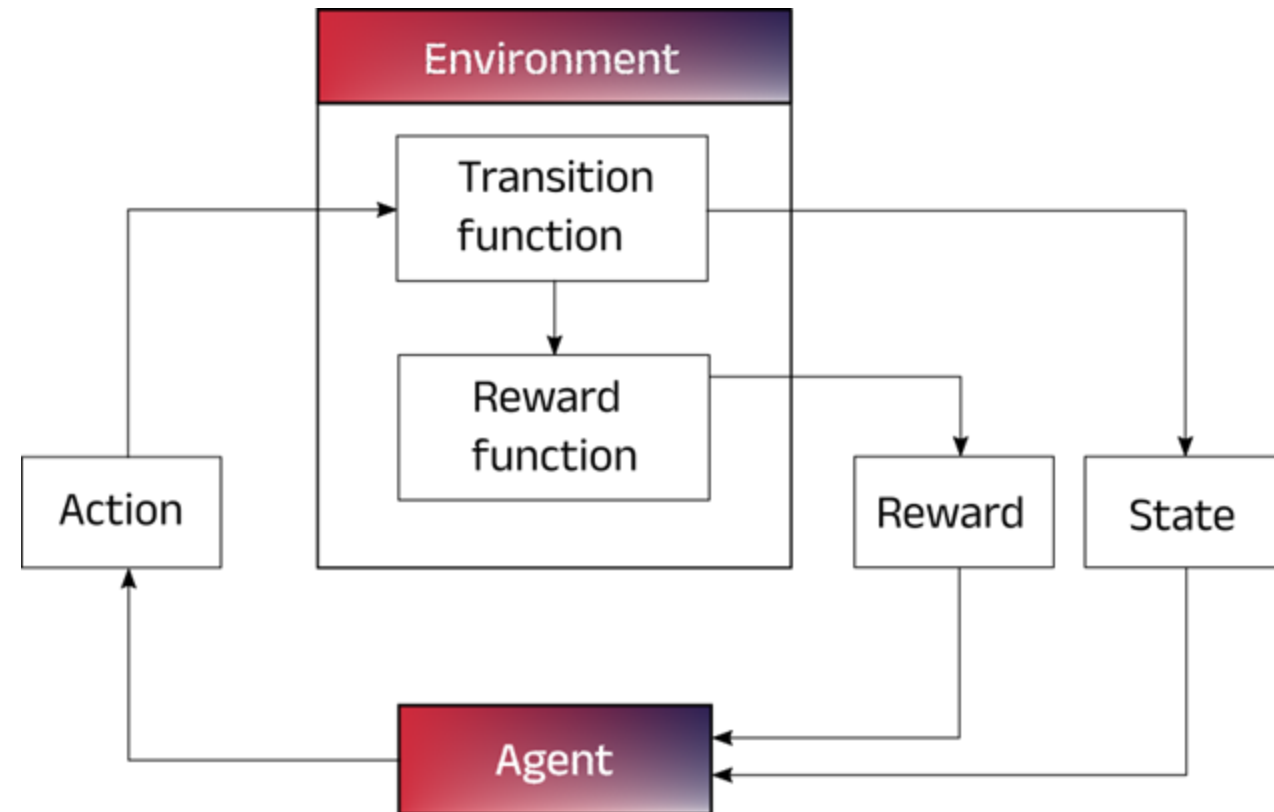 Environment
Transition
function
Reward
function
Action
Reward
State
Agent